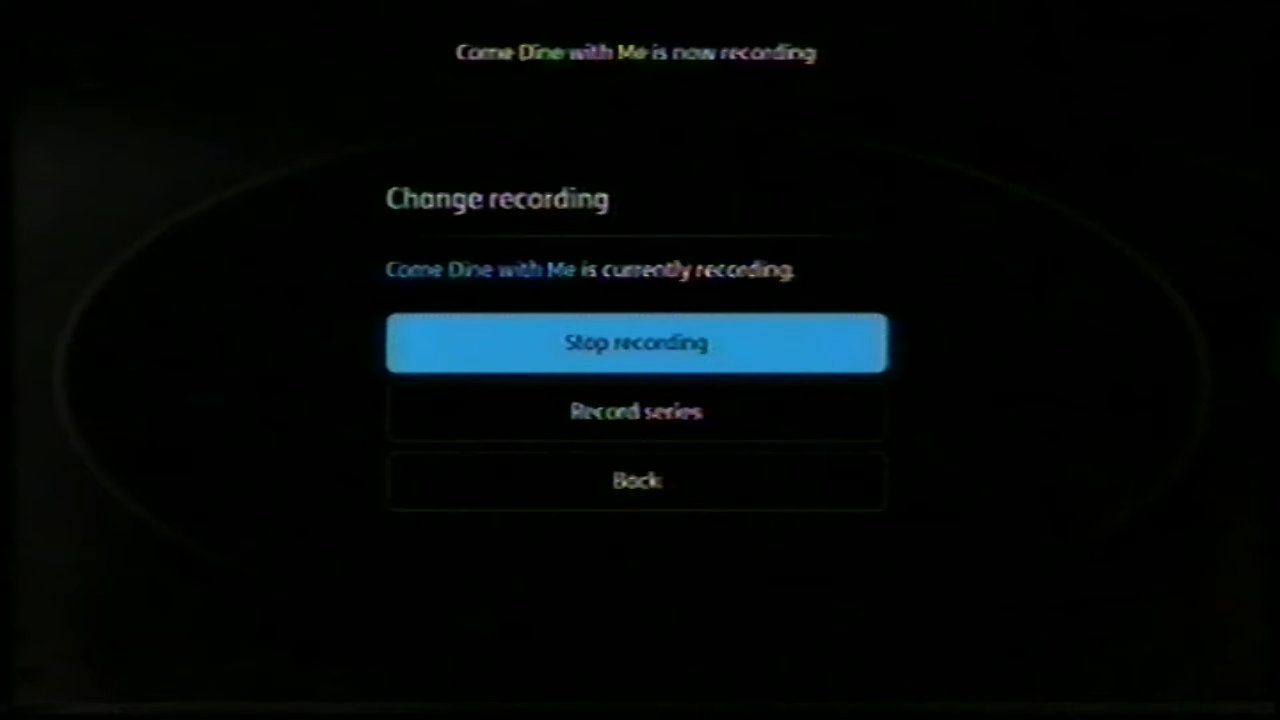 Come Dine with Me is now recording
Change recording
Come Dine with Me is currently recording.
Stop recording
Record series
Back